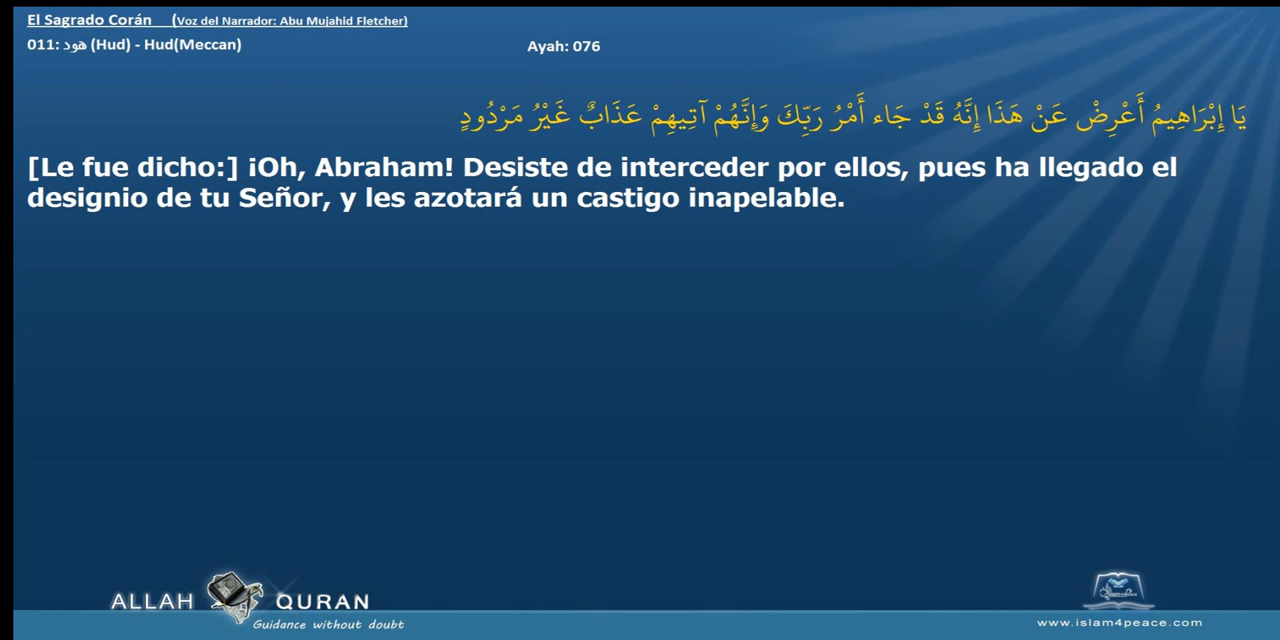 El Sagrado Corán (Voz del Narrador: Abu Mujahid Fletcher)
011: هود (Hud) - Hud(Meccan) Ayah: 076
يَا إِبْرَاهِيمُ أَعْرِضْ عَنْ هَذَا إِنَّهُ قَدْ جَاء أَمْرُ رَبِّكَ وَإِنَّهُمْ آتِيهِمْ عَذَابٌ غَيْرُ مَرْدُودٍ
[Le fue dicho:] ¡Oh, Abraham! Desiste de interceder por ellos, pues ha llegado el
designio de tu Señor, y les azotará un castigo inapelable.
ALLAH QURAN
Guidance without doubt
www.islam4peace.com